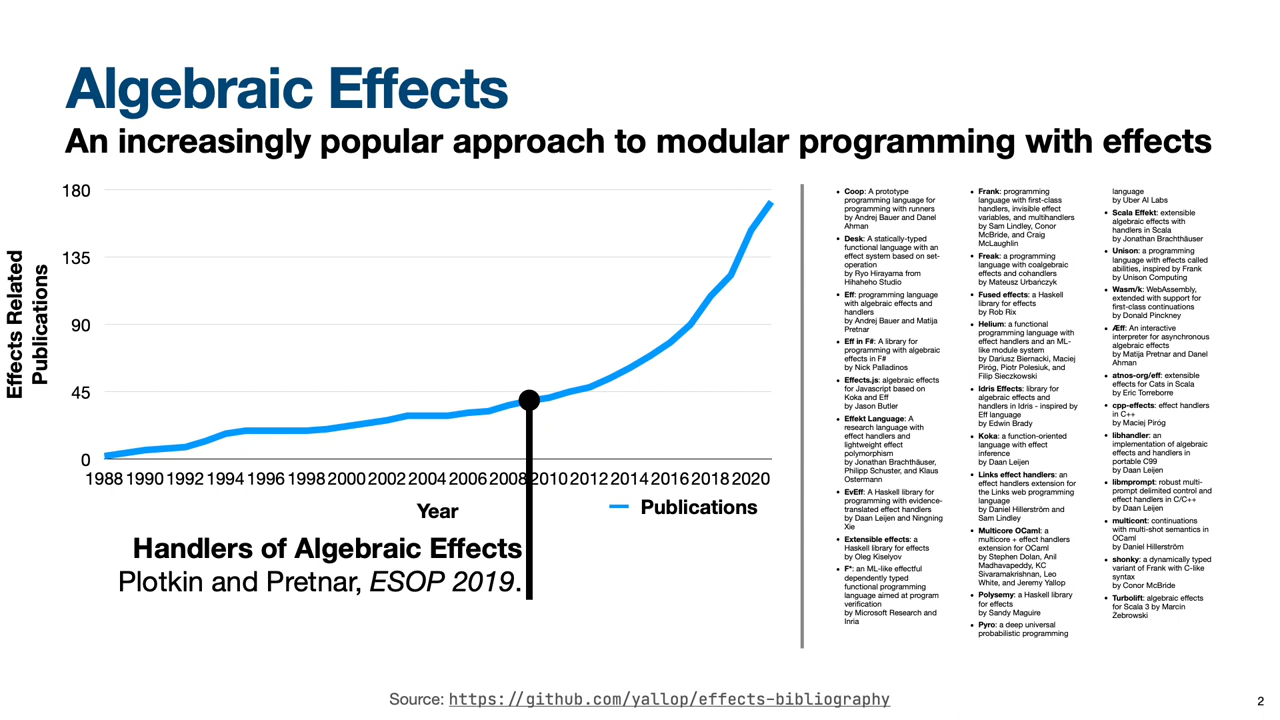 Algebraic Effects
An increasingly popular approach to modular programming with effects
Effects Related
Publications
180
135
90
45
0
1988 1990 1992 1994 1996 1998 2000 2002 2004 2006 2008 2010 2012 2014 2016 2018 2020
Year
Publications
Handlers of Algebraic Effects
Plotkin and Pretnar, ESOP 2019.
• Coop: A prototype
programming language for
programming with runners
by Andrej Bauer and Danel
Ahman
• Desk: A statically-typed
functional language with an
effect system based on set-
operation
by Ryo Hirayama from
Hihaheho Studio
• Eff: programming language
with algebraic effects and
handlers
by Andrej Bauer and Matija
Pretnar
• Eff in F#: A library for
programming with algebraic
effects in F#
by Nick Palladinos
• Effects.js: algebraic effects
for Javascript based on
Koka and Eff
by Jason Butler
• Effekt Language: A
research language with
effect handlers and
lightweight effect
polymorphism
by Jonathan Brachthäuser,
Philipp Schuster, and Klaus
Ostermann
• EvEff: A Haskell library for
programming with evidence-
translated effect handlers
by Daan Leijen and Ningning
Xie
• Extensible effects: a
Haskell library for effects
by Oleg Kiselyov
• F*: an ML-like effectful
dependently typed
functional programming
language aimed at program
verification
by Microsoft Research and
Inria
• Frank: programming
language with first-class
handlers, invisible effect
variables, and multihandlers
by Sam Lindley, Conor
McBride, and Craig
McLaughlin
• Freak: a programming
language with coalgebraic
effects and cohandlers
by Mateusz Urbańczyk
• Fused effects: a Haskell
library for effects
by Rob Rix
• Helium: a functional
programming language with
effect handlers and an ML-
like module system
by Dariusz Biernacki, Maciej
Piróg, Piotr Polesiuk, and
Filip Sieczkowski
• Idris Effects: library for
algebraic effects and
handlers in Idris - inspired by
Eff language
by Edwin Brady
• Koka: a function-oriented
language with effect
inference
by Daan Leijen
• Links effect handlers: an
effect handlers extension for
the Links web programming
language
by Daniel Hillerström and
Sam Lindley
• Multicore OCaml: a
multicore + effect handlers
extension for OCaml
by Stephen Dolan, Anil
Madhavapeddy, KC
Sivaramakrishnan, Leo
White, and Jeremy Yallop
• Polysemy: a Haskell library
for effects
by Sandy Maguire
• Pyro: a deep universal
probabilistic programming
language
by Uber AI Labs
• Scala Effekt: extensible
algebraic effects with
handlers in Scala
by Jonathan Brachthäuser
• Unison: a programming
language with effects called
abilities, inspired by Frank
by Unison Computing
• Wasm/k: WebAssembly,
extended with support for
first-class continuations
by Donald Pinckney
• Æff: An interactive
interpreter for asynchronous
algebraic effects
by Matija Pretnar and Danel
Ahman
• atnos-org/eff: extensible
effects for Cats in Scala
by Eric Torreborre
• cpp-effects: effect handlers
in C++
by Maciej Piróg
• libhandler: an
implementation of algebraic
effects and handlers in
portable C99
by Daan Leijen
• libmprompt: robust multi-
prompt delimited control and
effect handlers in C/C++
by Daan Leijen
• multicont: continuations
with multi-shot semantics in
OCaml
by Daniel Hillerström
• shonky: a dynamically typed
variant of Frank with C-like
syntax
by Conor McBride
• Turbolift: algebraic effects
for Scala 3 by Marcin
Zebrowski
Source: https://github.com/yallop/effects-bibliography
2